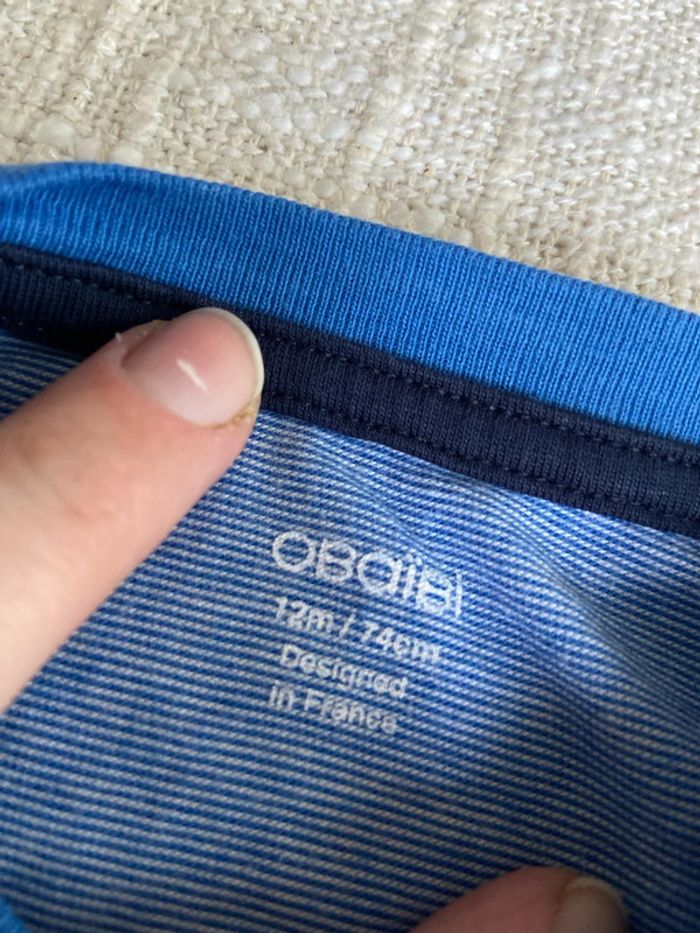 OBaïBi
12m / 74cm
Designed
in France